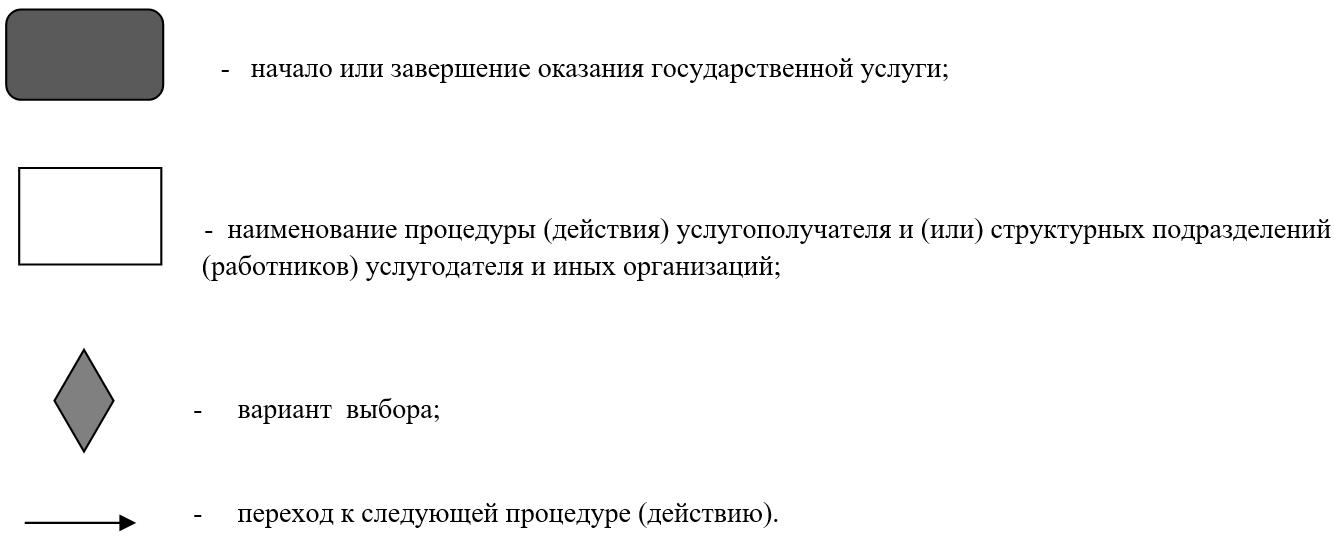 - начало или завершение оказания государственной услуги;
- наименование процедуры (действия) услугополучателя и (или) структурных подразделений
(работников) услугодателя и иных организаций;
- вариант выбора;
- переход к следующей процедуре (действию).